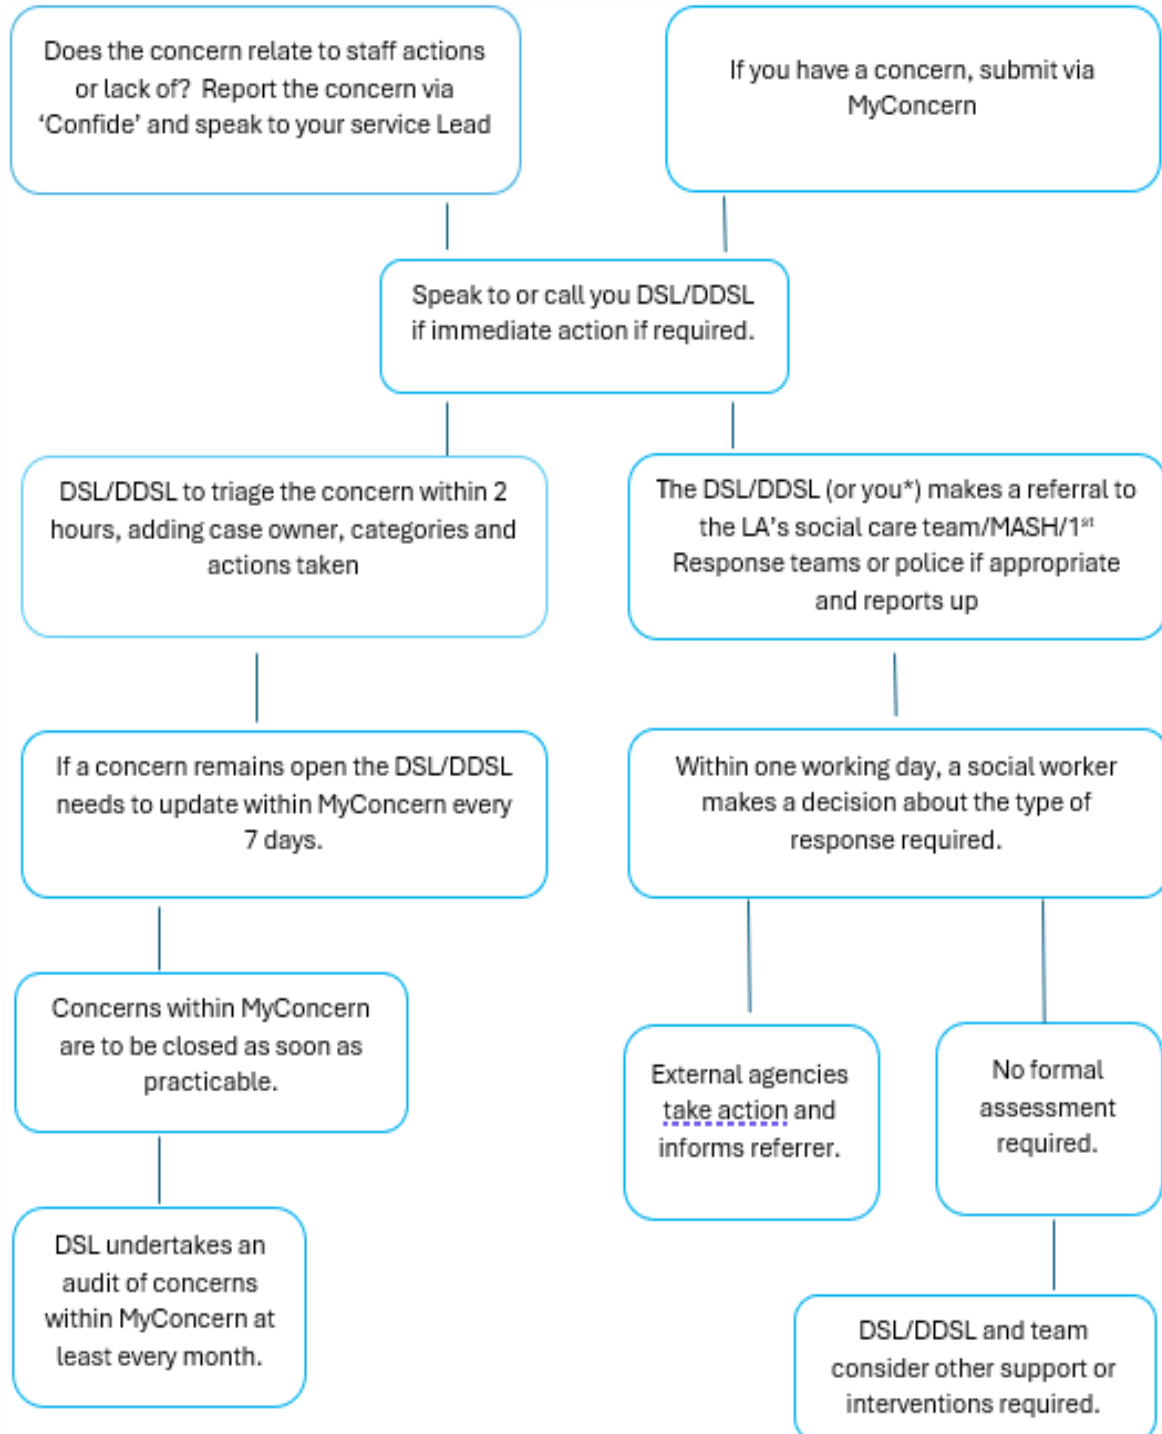 Does the concern relate to staff actions
or lack of? Report the concern via
‘Confide’ and speak to your service Lead
If you have a concern, submit via
MyConcern
Speak to or call you DSL/DDSL
if immediate action if required.
DSL/DDSL to triage the concern within 2
hours, adding case owner, categories and
actions taken
The DSL/DDSL (or you*) makes a referral to
the LA’s social care team/MASH/1st
Response teams or police if appropriate
and reports up
If a concern remains open the DSL/DDSL
needs to update within MyConcern every
7 days.
Within one working day, a social worker
makes a decision about the type of
response required.
Concerns within MyConcern
are to be closed as soon as
practicable.
External agencies
take action and
informs referrer.
No formal
assessment
required.
DSL undertakes an
audit of concerns
within MyConcern at
least every month.
DSL/DDSL and team
consider other support or
interventions required.